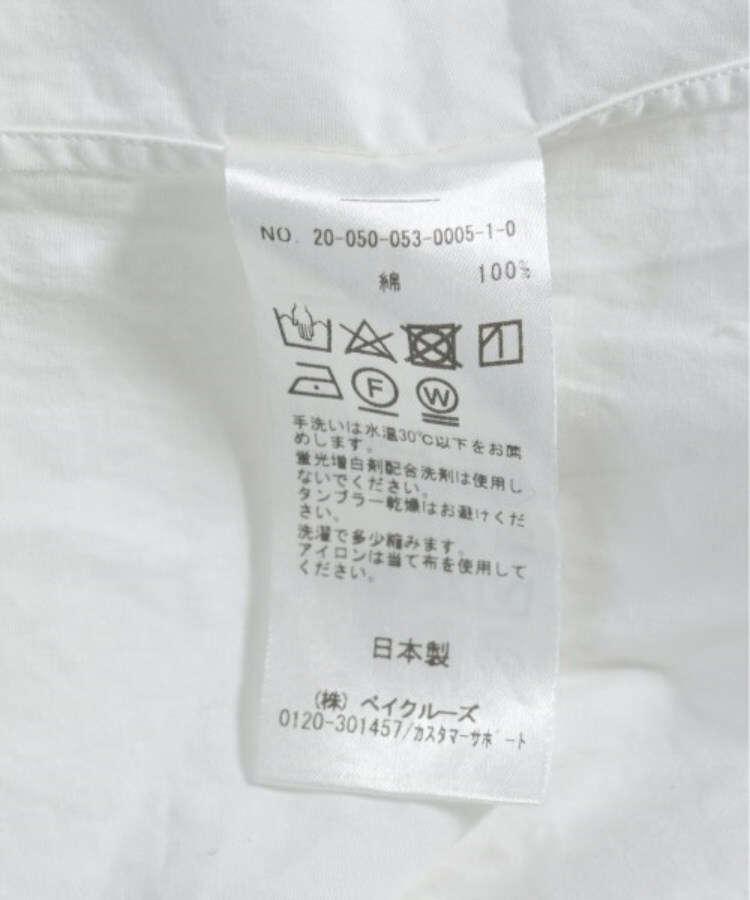 NO. 20-050-053-0005-1-0
綿 100%
F W
手洗いは水温30℃以下をお薦
めします。
蛍光増白剤配合洗剤は使用し
ないでください。
タンブラー乾燥はお避けくだ
さい。
洗濯で多少縮みます。
アイロンは当て布を使用して
ください。
日本製
(株) ベイクルーズ
0120-301457/カスタマーサポート